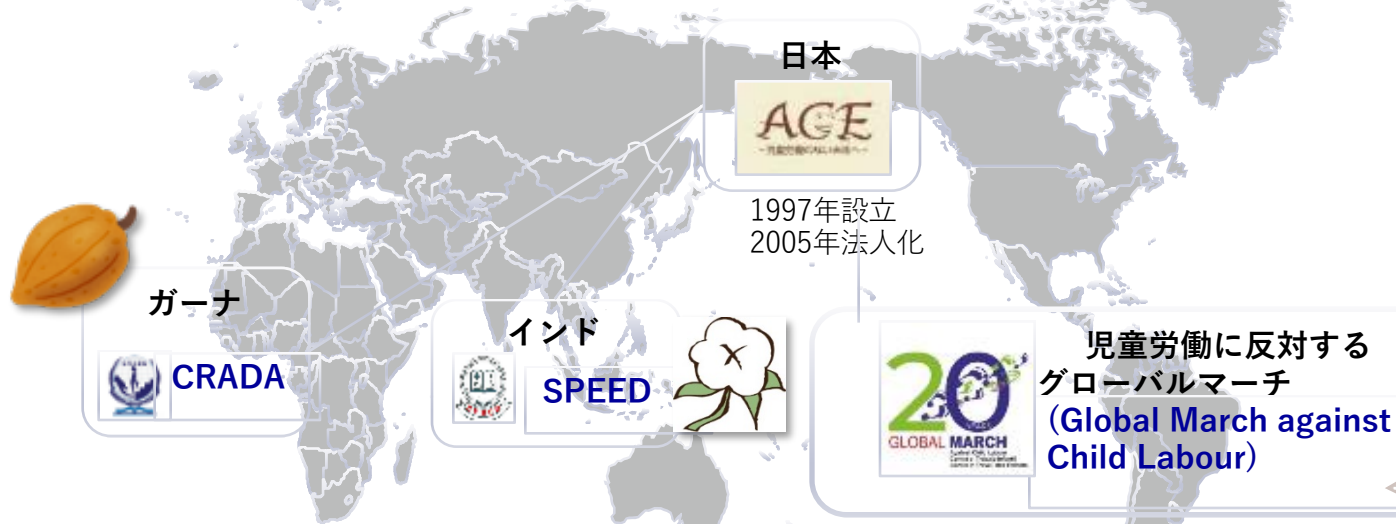 日本
ACE
1997年設立
2005年法人化
ガーナ
CRADA
インド
SPEED
20
GLOBAL MARCH
児童労働に反対する
グローバルマーチ
(Global March against
Child Labour)